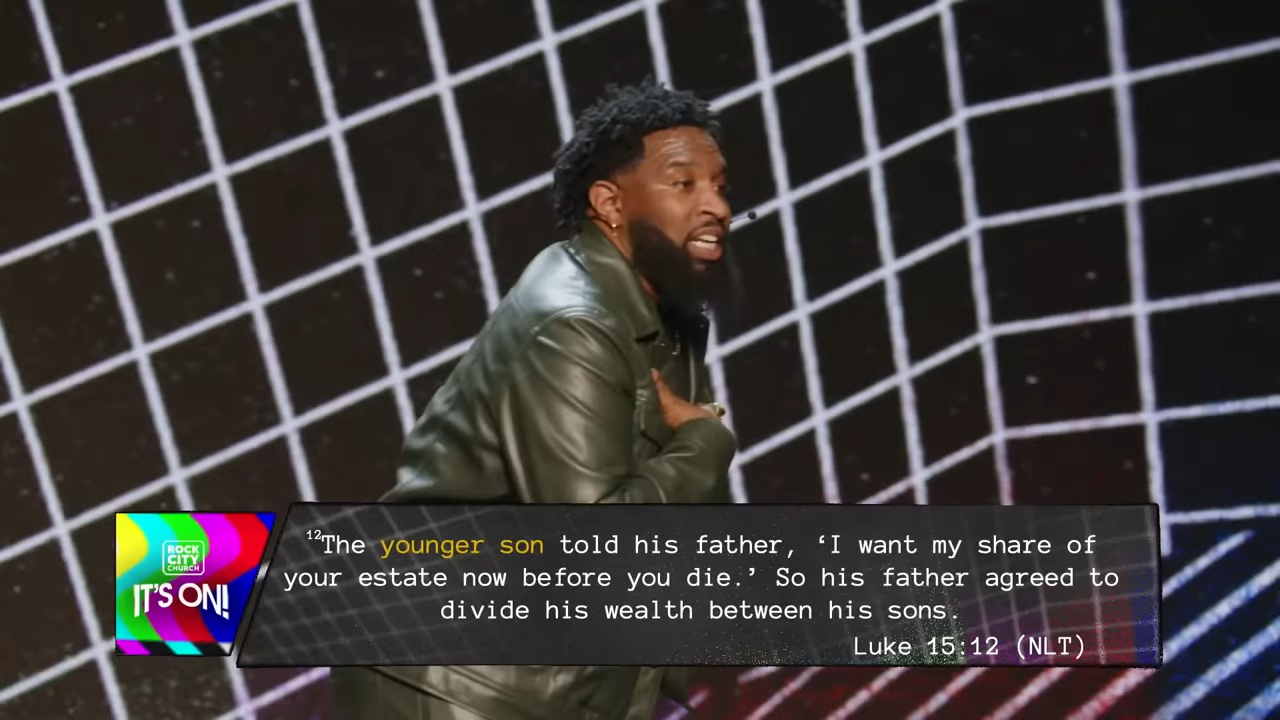 ROCK
CITY
CHURCH
IT'S ON!
12The younger son told his father, ‘I want my share of
your estate now before you die.’ So his father agreed to
divide his wealth between his sons.
Luke 15:12 (NLT)